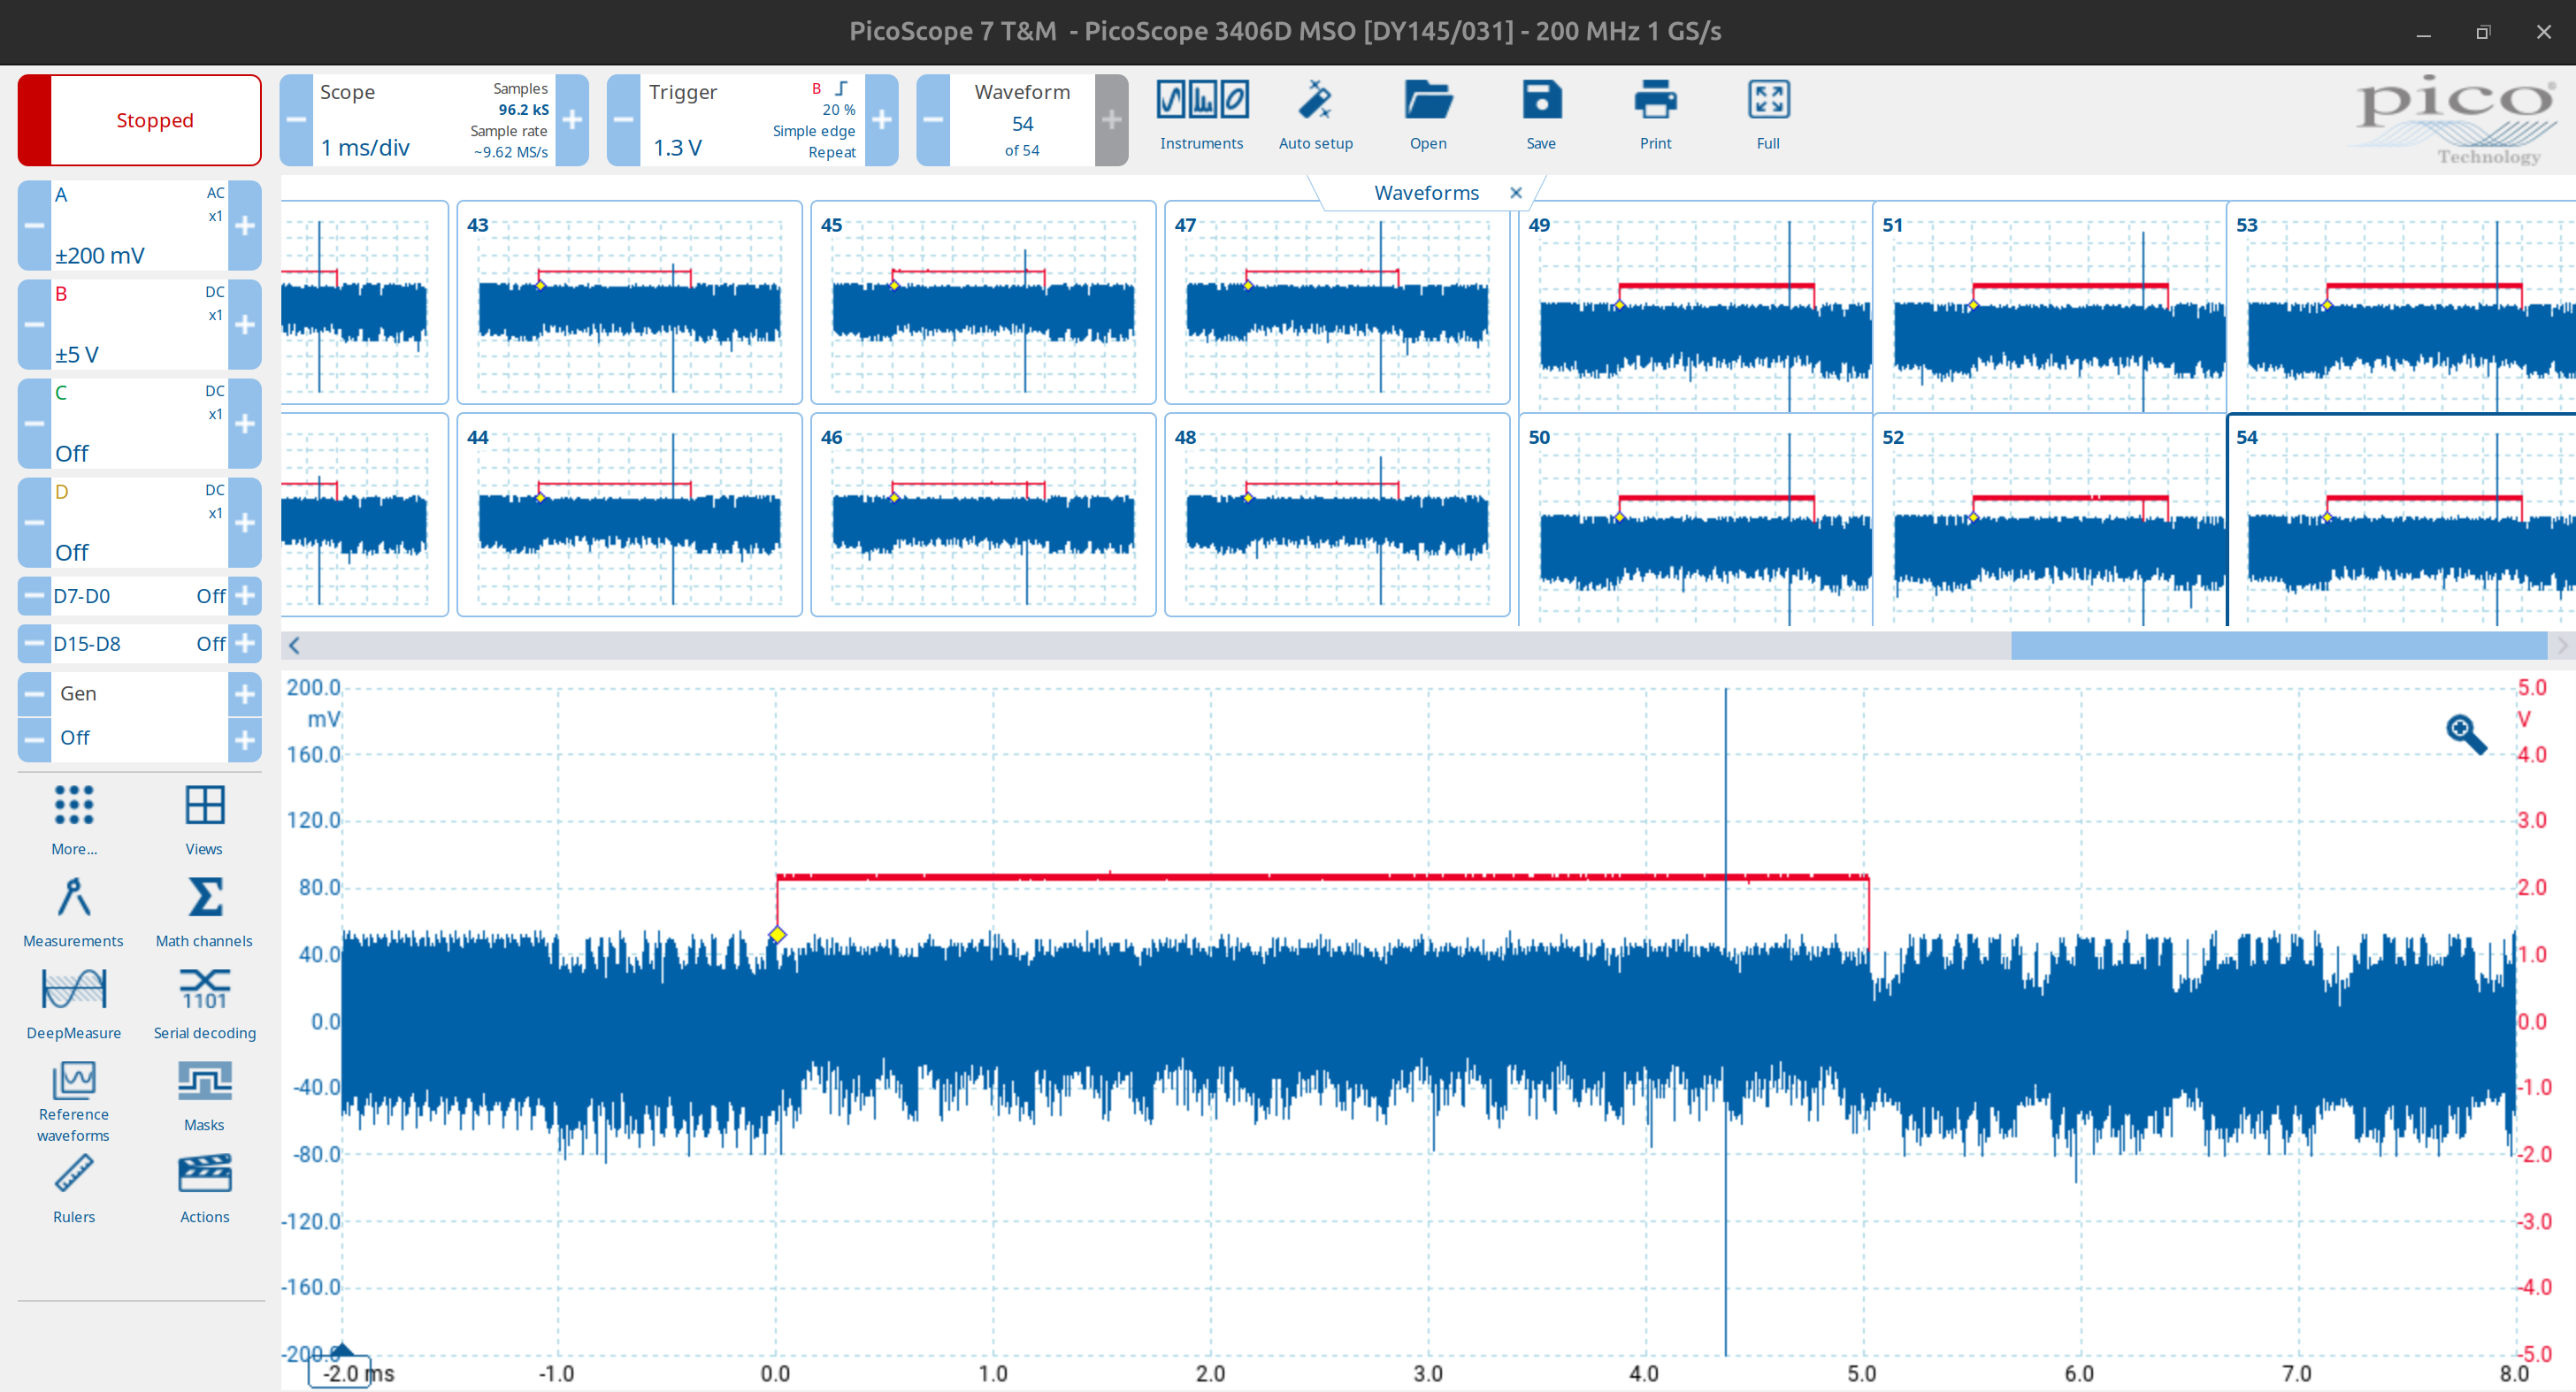 PicoScope 7 T&M - PicoScope 3406D MSO [DY145/031] - 200 MHz 1 GS/s
Stopped
Scope
1 ms/div
Samples
96.2 kS
Sample rate
~9.62 MS/s
Trigger
1.3 V
B
20 %
Simple edge
Repeat
Waveform
54
of 54
Instruments
Auto setup
Open
Save
Print
Full
pico
Technology
A
AC
x1
±200 mV
B
DC
x1
±5 V
C
DC
x1
Off
D
DC
x1
Off
D7-D0 Off
D15-D8 Off
Gen
Off
More...
Views
Measurements
Math channels
DeepMeasure
1101
Serial decoding
Reference
waveforms
Masks
Rulers
Actions
Waveforms
43
45
47
49
51
53
44
46
48
50
52
54
200.0
mV
160.0
120.0
80.0
40.0
0.0
-40.0
-80.0
-120.0
-160.0
-200.0
5.0
V
4.0
3.0
2.0
1.0
0.0
-1.0
-2.0
-3.0
-4.0
-5.0
-2.0 ms -1.0 0.0 1.0 2.0 3.0 4.0 5.0 6.0 7.0 8.0